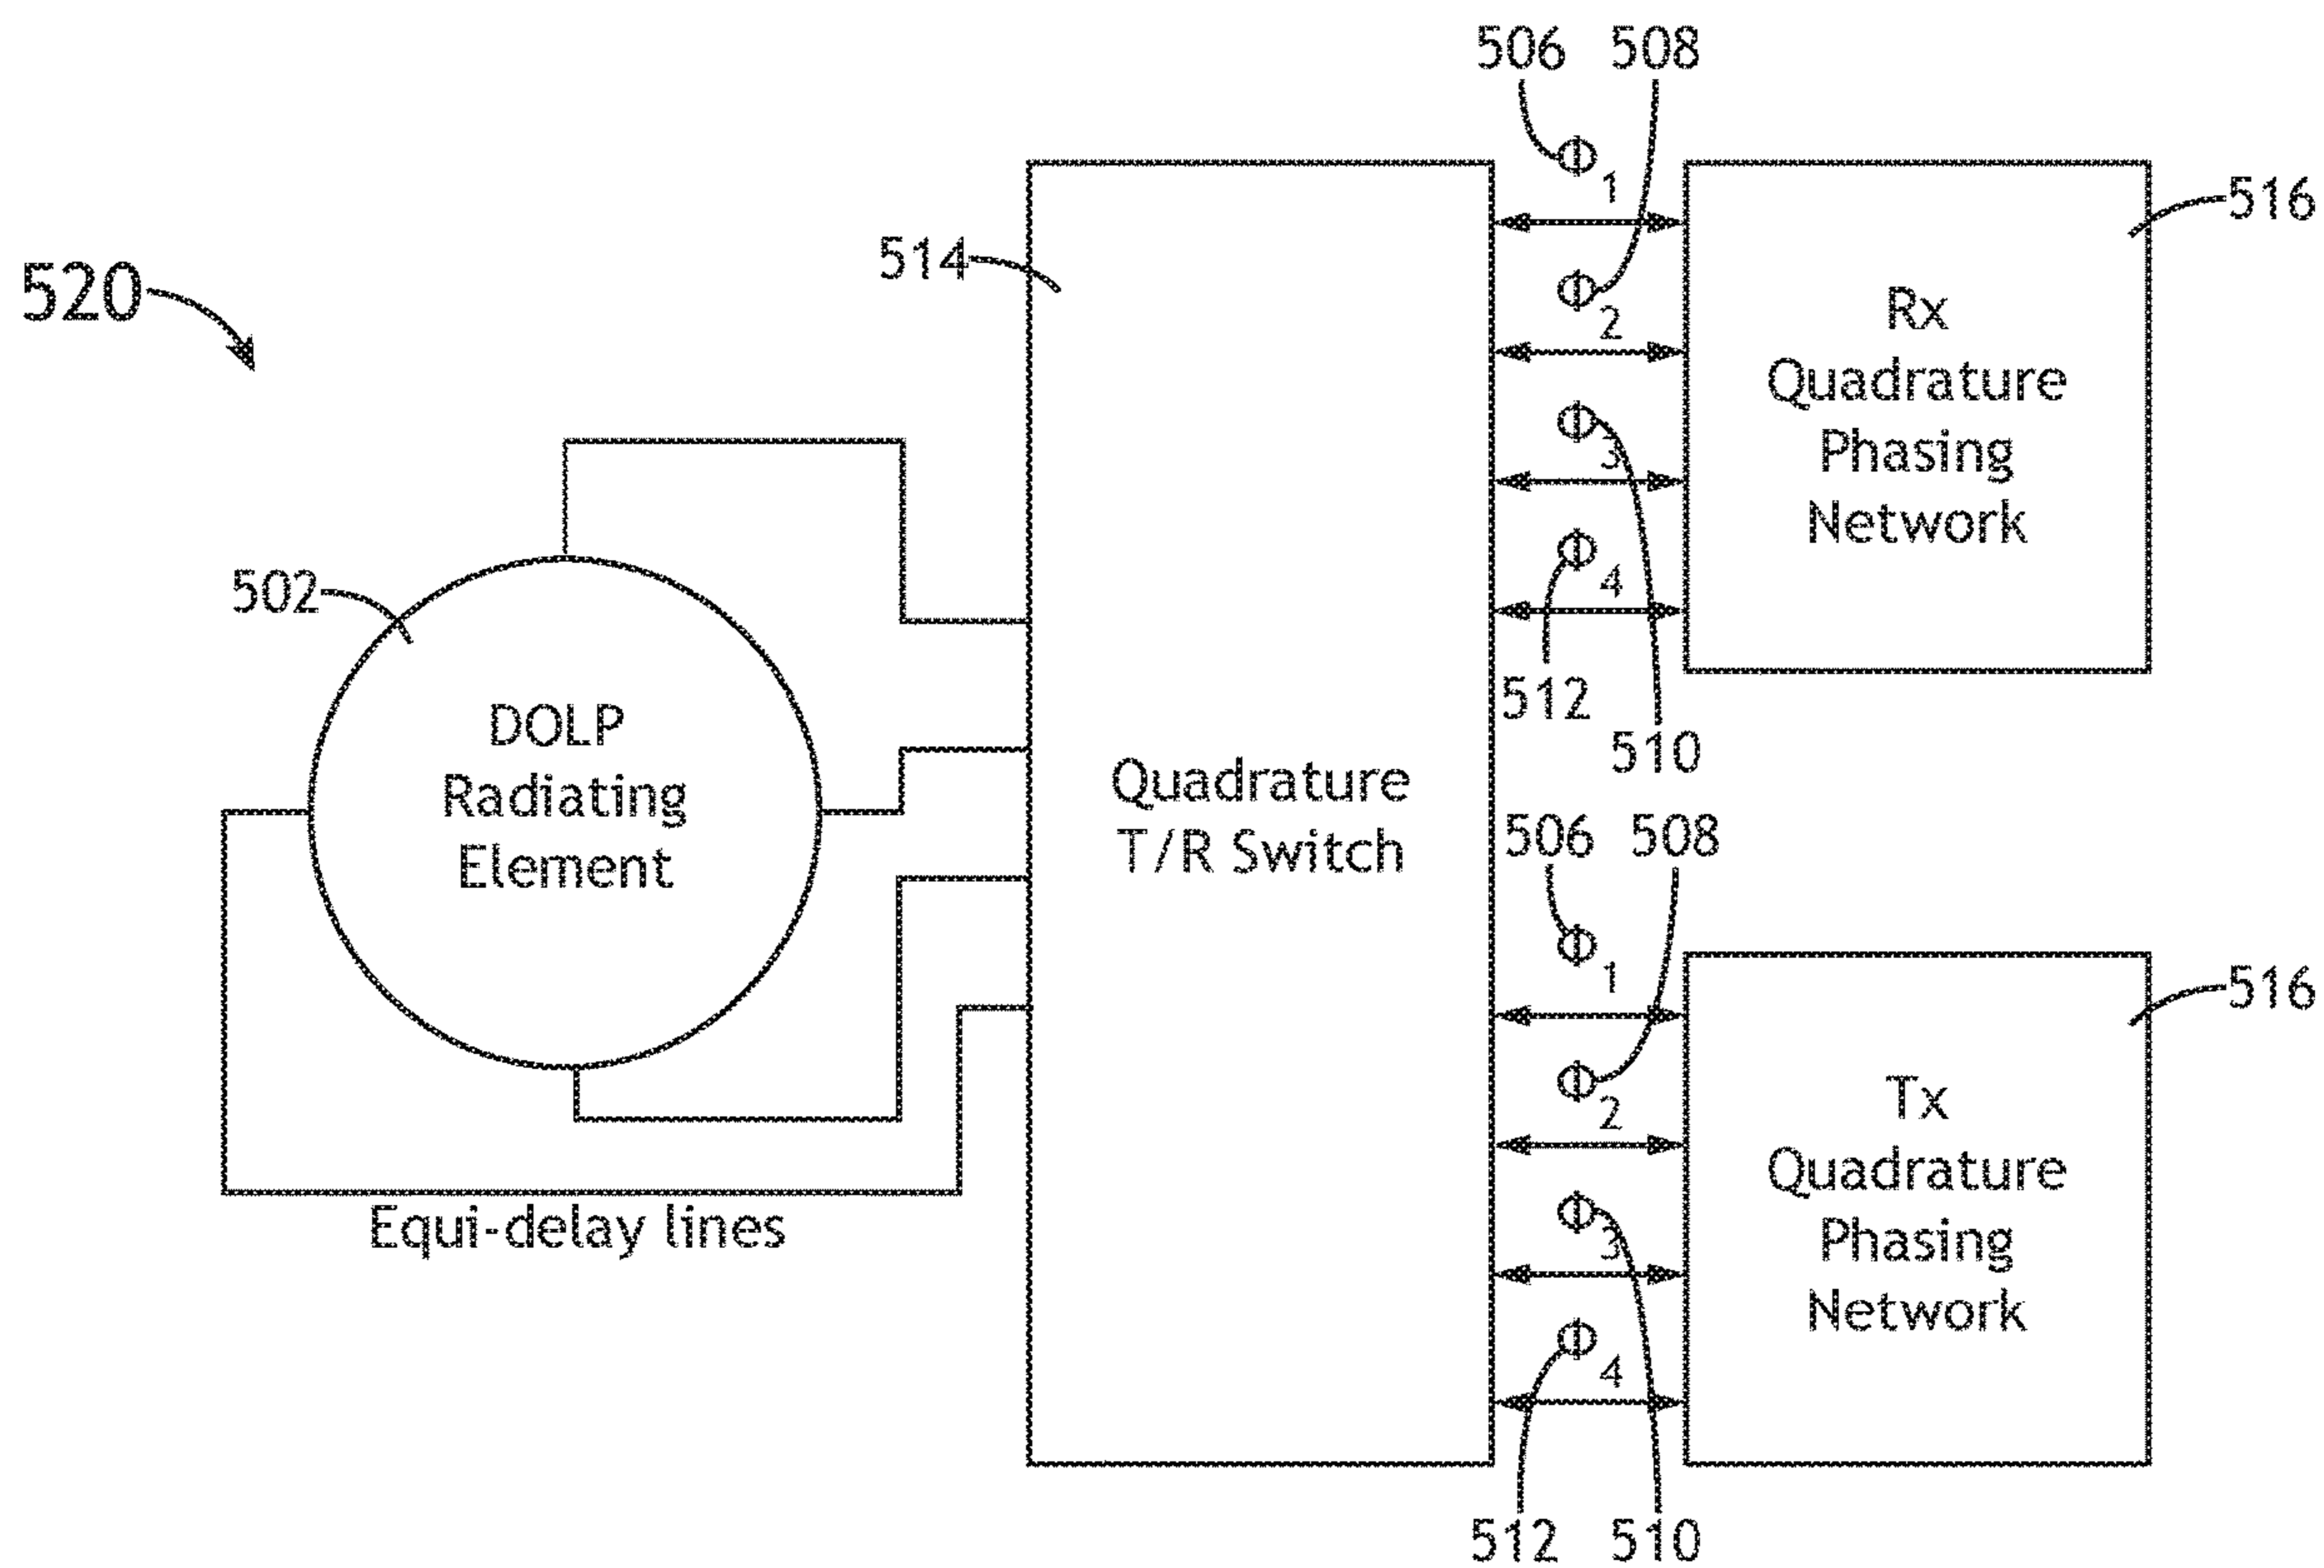 506 508
Φ1
516
514
520
Φ2
Rx
Quadrature
Phasing
Network
Φ3
Φ4
502
512
510
DOLP
Radiating
Element
Quadrature
T/R Switch
506 508
Φ1
516
Φ2
Tx
Quadrature
Phasing
Network
Φ3
Equi-delay lines
Φ4
512 510